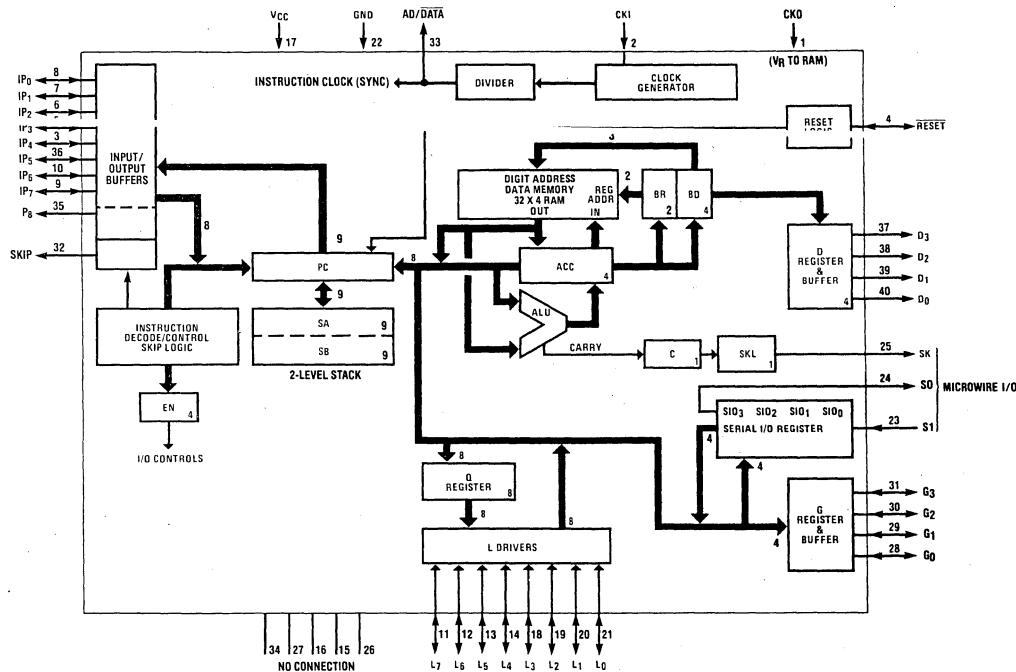 VCC GND AD/DATA CKI CKO
17 22 33 2 1
(VR TO RAM)
INSTRUCTION CLOCK (SYNC)
DIVIDER
CLOCK
GENERATOR
RESET
4 RESET
IP0 8
IP1 7
IP2 6
IP3
IP4 3
IP5 36
IP6 10
IP7 9
P8 35
SKIP 32
INPUT/
OUTPUT
BUFFERS
8
9
DIGIT ADDRESS
DATA MEMORY
32 X 4 RAM
OUT
REG
ADDR
IN
2
BR
2
BD
4
D
REGISTER
&
BUFFER
4
37 D3
38 D2
39 D1
40 D0
PC
8
9
ACC
4
ALU
CARRY
C
1
SKL
1
25 SK
24 SO
23 S1
MICROWIRE I/O
INSTRUCTION
DECODE/CONTROL
SKIP LOGIC
SA 9
SB 9
2-LEVEL STACK
EN
4
I/O CONTROLS
SIO3 SIO2 SIO1 SIO0
SERIAL I/O REGISTER
4
4
8
Q
REGISTER
8
8
8
L DRIVERS
4
G
REGISTER
&
BUFFER
31 G3
30 G2
29 G1
28 G0
34 27 16 15 26
NO CONNECTION
11 12 13 14 18 19 20 21
L7 L6 L5 L4 L3 L2 L1 L0